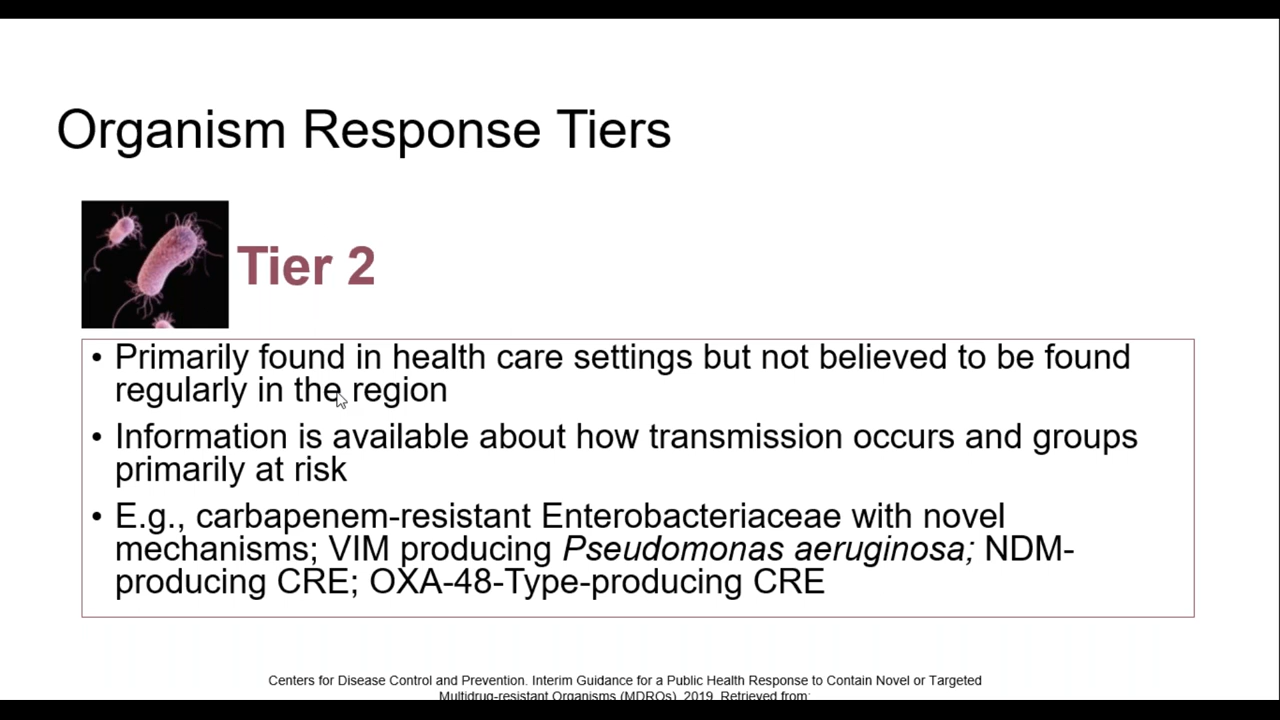 Organism Response Tiers
Tier 2
• Primarily found in health care settings but not believed to be found
regularly in the region
• Information is available about how transmission occurs and groups
primarily at risk
• E.g., carbapenem-resistant Enterobacteriaceae with novel
mechanisms; VIM producing Pseudomonas aeruginosa; NDM-
producing CRE; OXA-48-Type-producing CRE
Centers for Disease Control and Prevention. Interim Guidance for a Public Health Response to Contain Novel or Targeted
Multidrug-resistant Organisms (MDROs). 2019. Retrieved from: